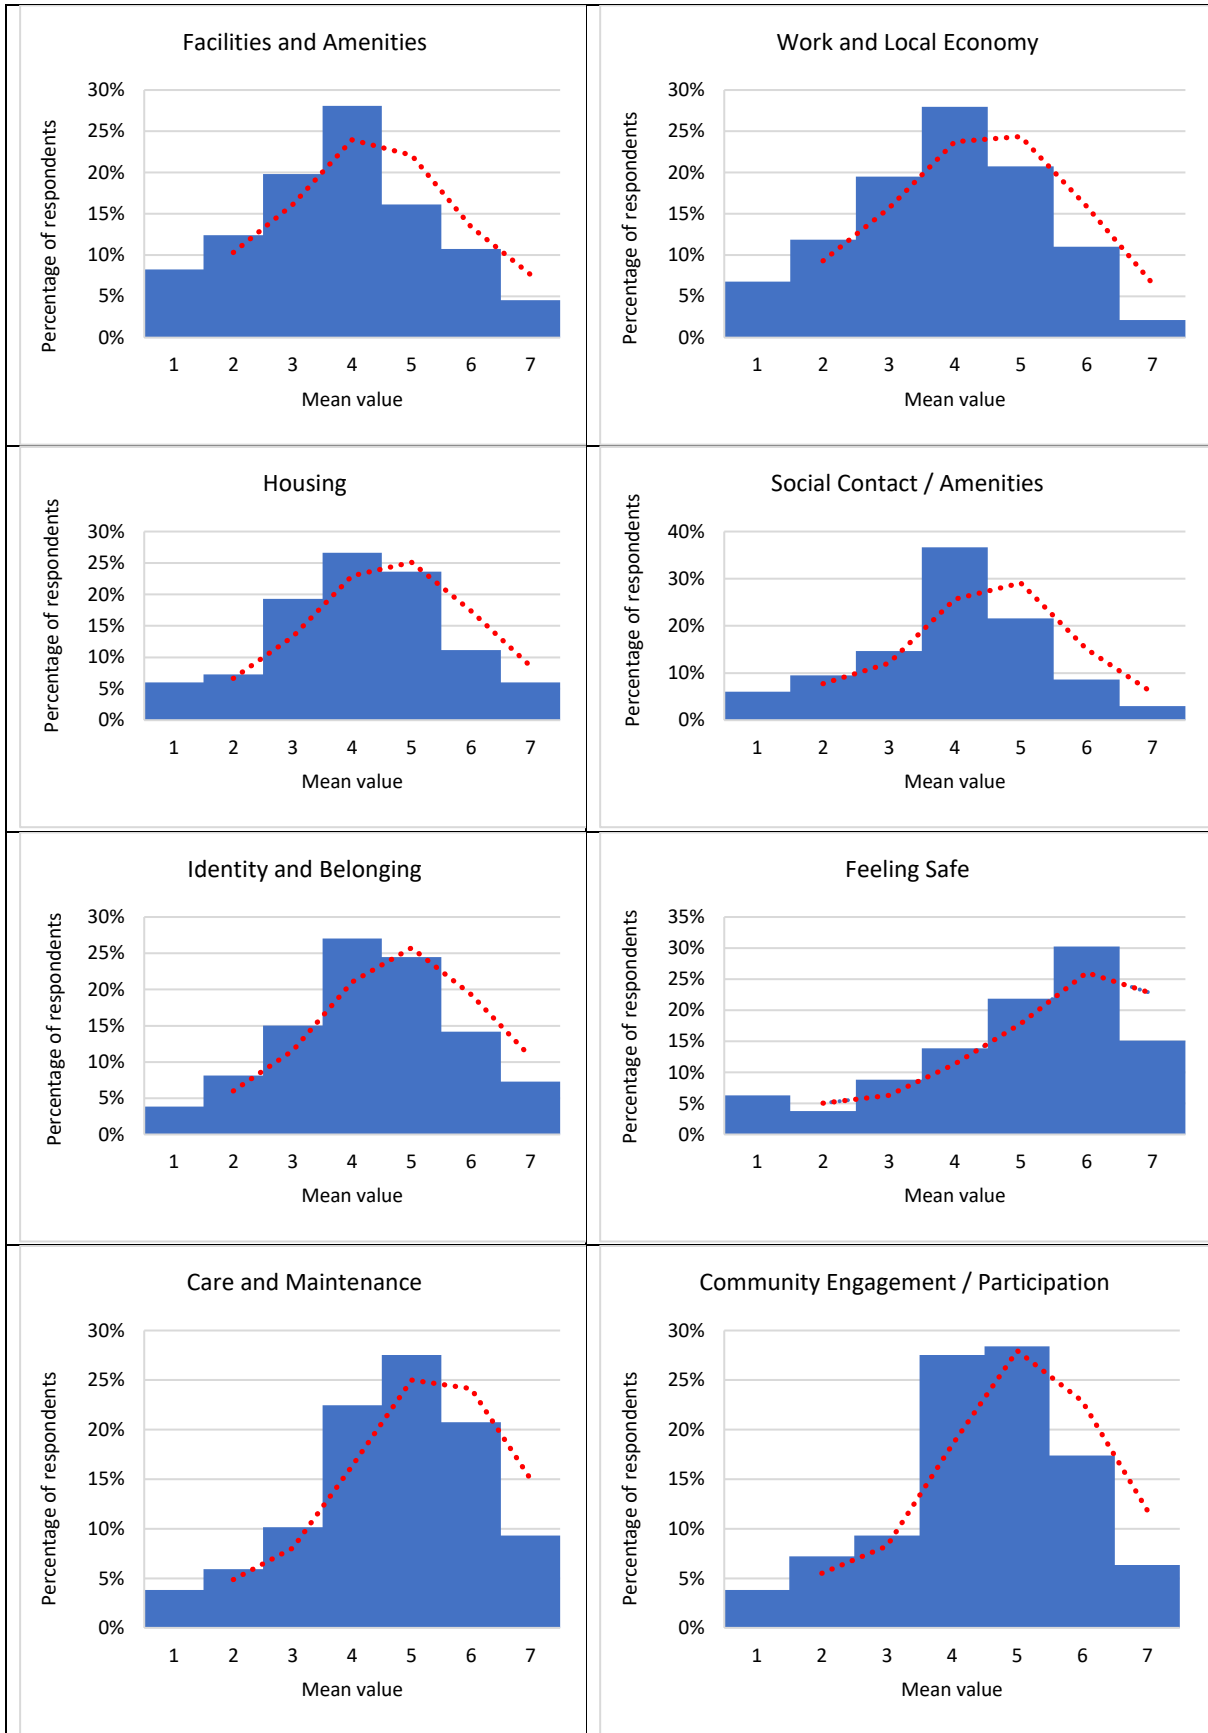 Facilities and Amenities
Percentage of respondents
30%
25%
20%
15%
10%
5%
0%
1 2 3 4 5 6 7
Mean value
Work and Local Economy
Percentage of respondents
30%
25%
20%
15%
10%
5%
0%
1 2 3 4 5 6 7
Mean value
Housing
Percentage of respondents
30%
25%
20%
15%
10%
5%
0%
1 2 3 4 5 6 7
Mean value
Social Contact / Amenities
Percentage of respondents
40%
30%
20%
10%
0%
1 2 3 4 5 6 7
Mean value
Identity and Belonging
Percentage of respondents
30%
25%
20%
15%
10%
5%
0%
1 2 3 4 5 6 7
Mean value
Feeling Safe
Percentage of respondents
35%
30%
25%
20%
15%
10%
5%
0%
1 2 3 4 5 6 7
Mean value
Care and Maintenance
Percentage of respondents
30%
25%
20%
15%
10%
5%
0%
1 2 3 4 5 6 7
Mean value
Community Engagement / Participation
Percentage of respondents
30%
25%
20%
15%
10%
5%
0%
1 2 3 4 5 6 7
Mean value